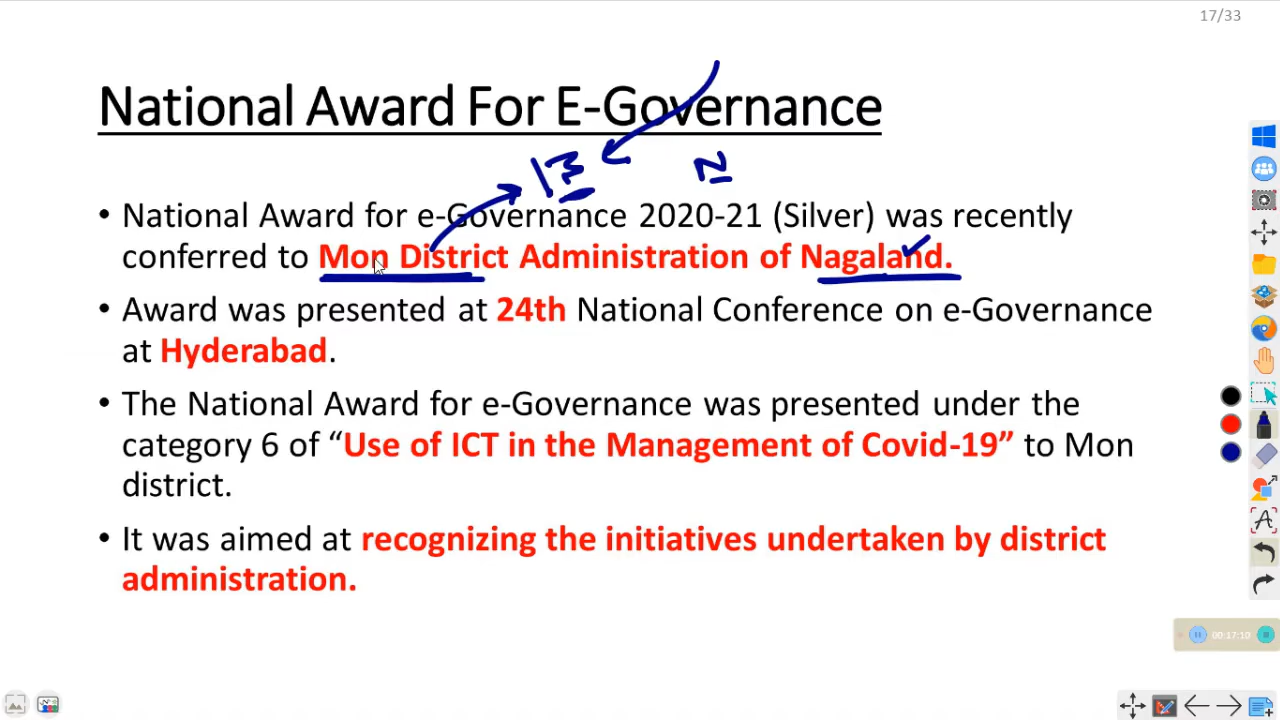 17/33
National Award For E-Governance
13 N
• National Award for e-Governance 2020-21 (Silver) was recently
conferred to Mon District Administration of Nagaland.
• Award was presented at 24th National Conference on e-Governance
at Hyderabad.
• The National Award for e-Governance was presented under the
category 6 of “Use of ICT in the Management of Covid-19” to Mon
district.
• It was aimed at recognizing the initiatives undertaken by district
administration.
00:17:10